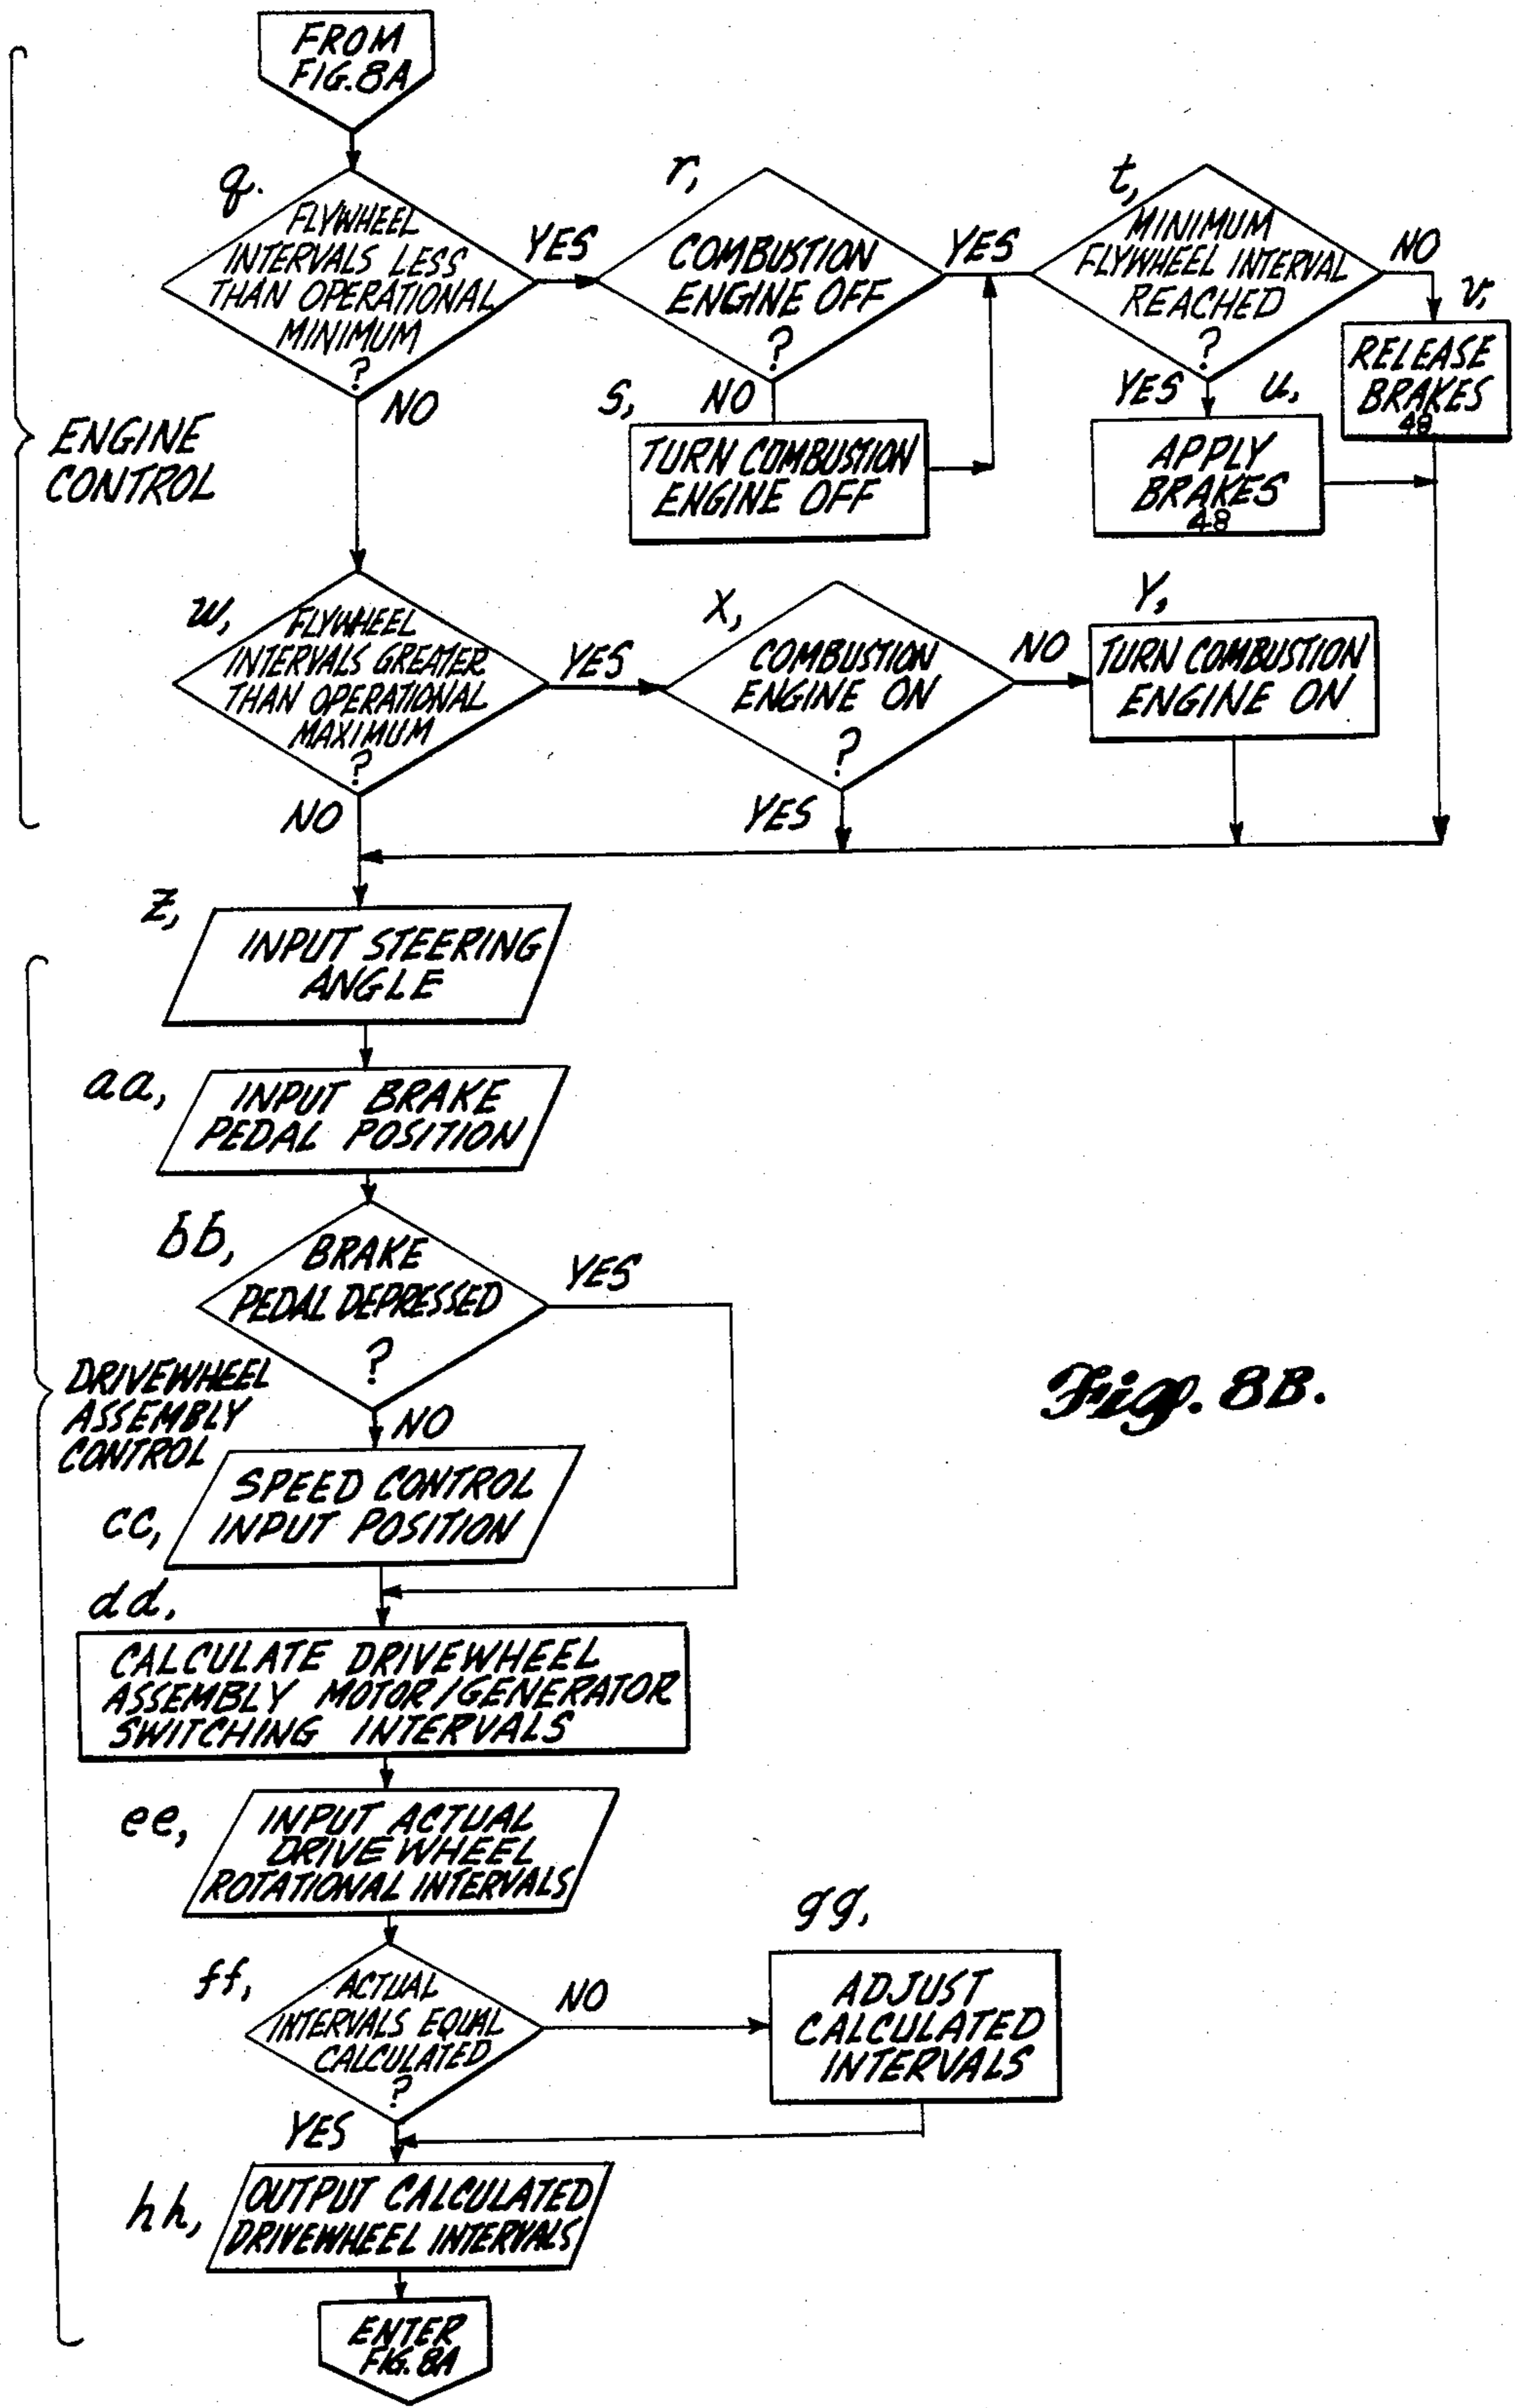 FROM
FIG. 8A
q.
FLYWHEEL
INTERVALS LESS
THAN OPERATIONAL
MINIMUM
?
YES
NO
r,
COMBUSTION
ENGINE OFF
?
YES
NO
s,
TURN COMBUSTION
ENGINE OFF
t,
MINIMUM
FLYWHEEL INTERVAL
REACHED
?
NO
YES
u,
APPLY
BRAKES
48
v,
RELEASE
BRAKES
48
ENGINE
CONTROL
w,
FLYWHEEL
INTERVALS GREATER
THAN OPERATIONAL
MAXIMUM
?
YES
NO
x,
COMBUSTION
ENGINE ON
?
NO
YES
Y,
TURN COMBUSTION
ENGINE ON
z,
INPUT STEERING
ANGLE
aa,
INPUT BRAKE
PEDAL POSITION
bb,
BRAKE
PEDAL DEPRESSED
?
YES
NO
DRIVEWHEEL
ASSEMBLY
CONTROL
cc,
SPEED CONTROL
INPUT POSITION
Fig. 8B.
dd,
CALCULATE DRIVEWHEEL
ASSEMBLY MOTOR/GENERATOR
SWITCHING INTERVALS
ee,
INPUT ACTUAL
DRIVE WHEEL
ROTATIONAL INTERVALS
ff,
ACTUAL
INTERVALS EQUAL
CALCULATED
?
NO
YES
gg,
ADJUST
CALCULATED
INTERVALS
hh,
OUTPUT CALCULATED
DRIVEWHEEL INTERVALS
ENTER
FIG. 8A